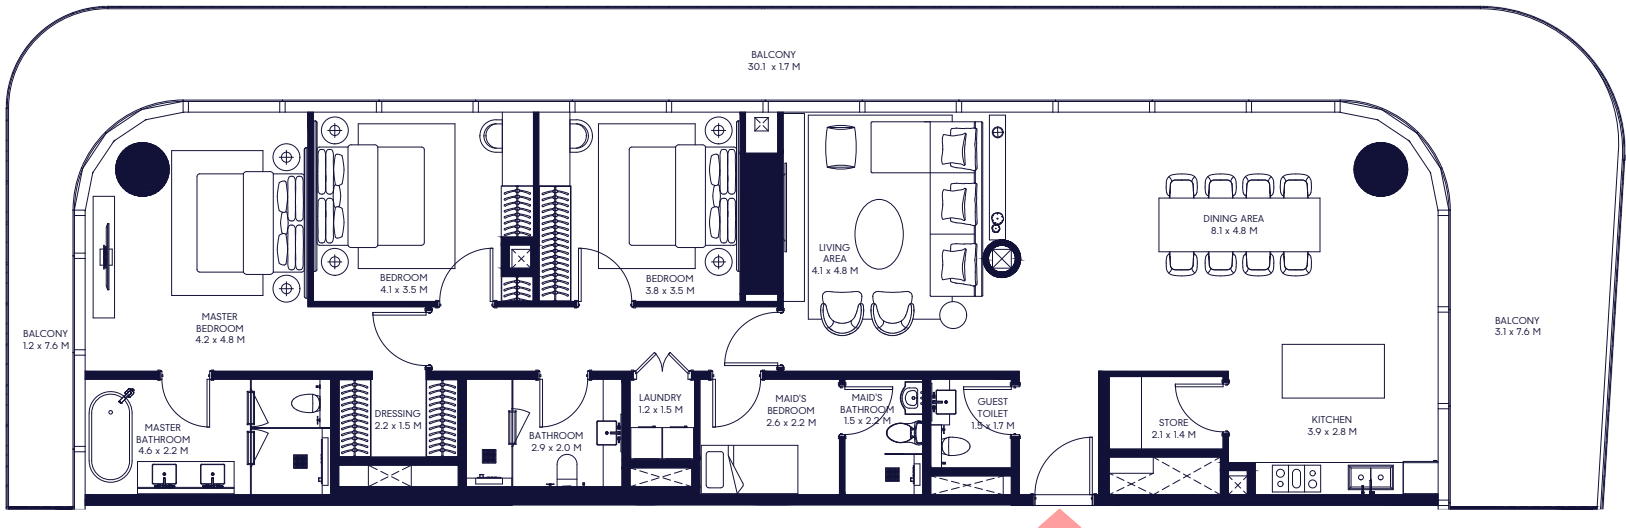 BALCONY
30.1 x 1.7 M
BALCONY
1.2 x 7.6 M
MASTER
BEDROOM
4.2 x 4.8 M
BEDROOM
4.1 x 3.5 M
BEDROOM
3.8 x 3.5 M
LIVING
AREA
4.1 x 4.8 M
DINING AREA
8.1 x 4.8 M
BALCONY
3.1 x 7.6 M
MASTER
BATHROOM
4.6 x 2.2 M
DRESSING
2.2 x 1.5 M
BATHROOM
2.9 x 2.0 M
LAUNDRY
1.2 x 1.5 M
MAID'S
BEDROOM
2.6 x 2.2 M
MAID'S
BATHROOM
1.5 x 2.2 M
GUEST
TOILET
1.5 x 1.7 M
STORE
2.1 x 1.4 M
KITCHEN
3.9 x 2.8 M